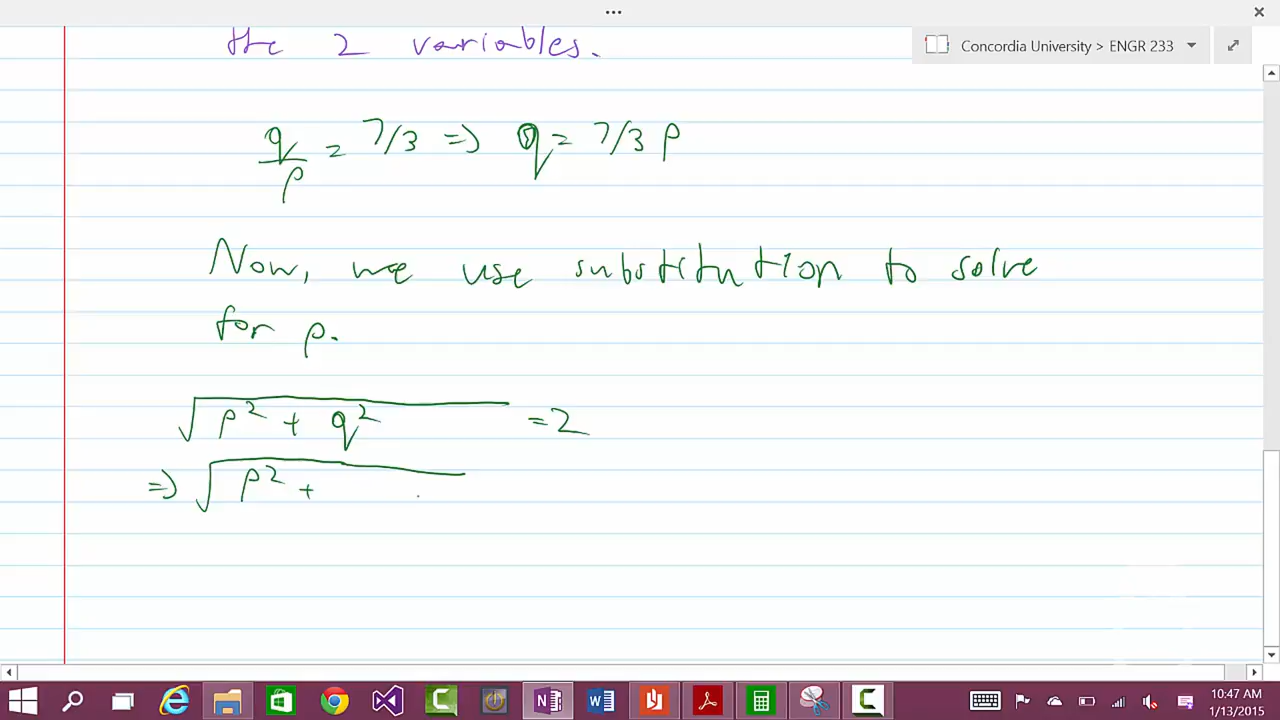 Concordia University > ENGR 233
the 2 variables.
q/p = 7/3 => q = 7/3 p
Now, we use substitution to solve
for p.
√(p² + q²) = 2
=> √(p² +
10:47 AM
1/13/2015